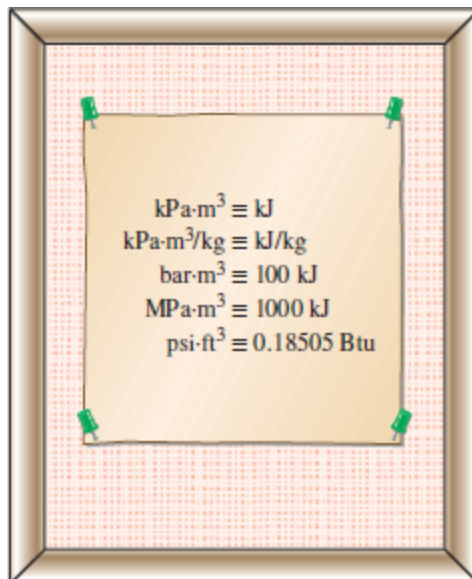 kPa·m³ ≡ kJ
kPa·m³/kg ≡ kJ/kg
bar·m³ ≡ 100 kJ
MPa·m³ ≡ 1000 kJ
psi·ft³ ≡ 0.18505 Btu